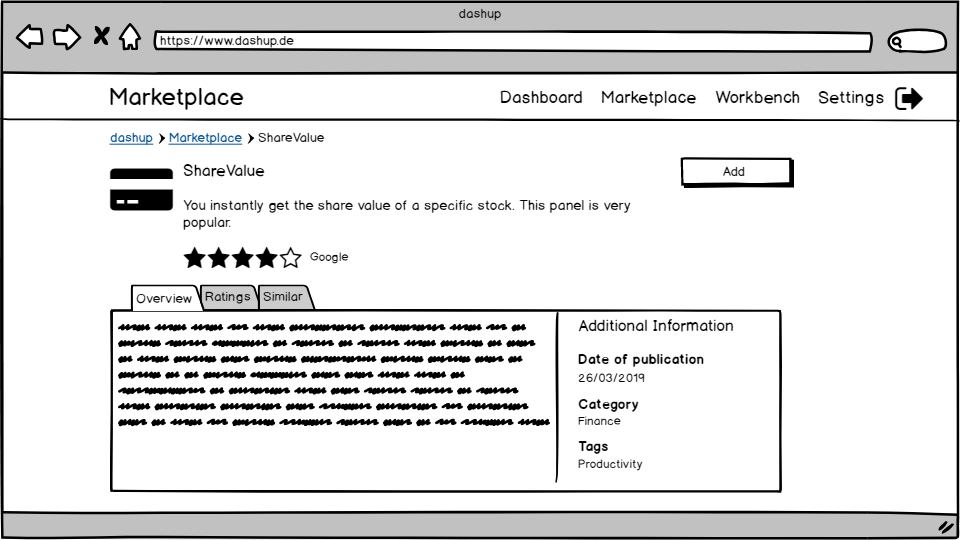 dashup
https://www.dashup.de
Marketplace
Dashboard Marketplace Workbench Settings
dashup Marketplace ShareValue
ShareValue
Add
You instantly get the share value of a specific stock. This panel is very
popular.
Google
Overview Ratings Similar
Additional Information
Date of publication
26/03/2019
Category
Finance
Tags
Productivity